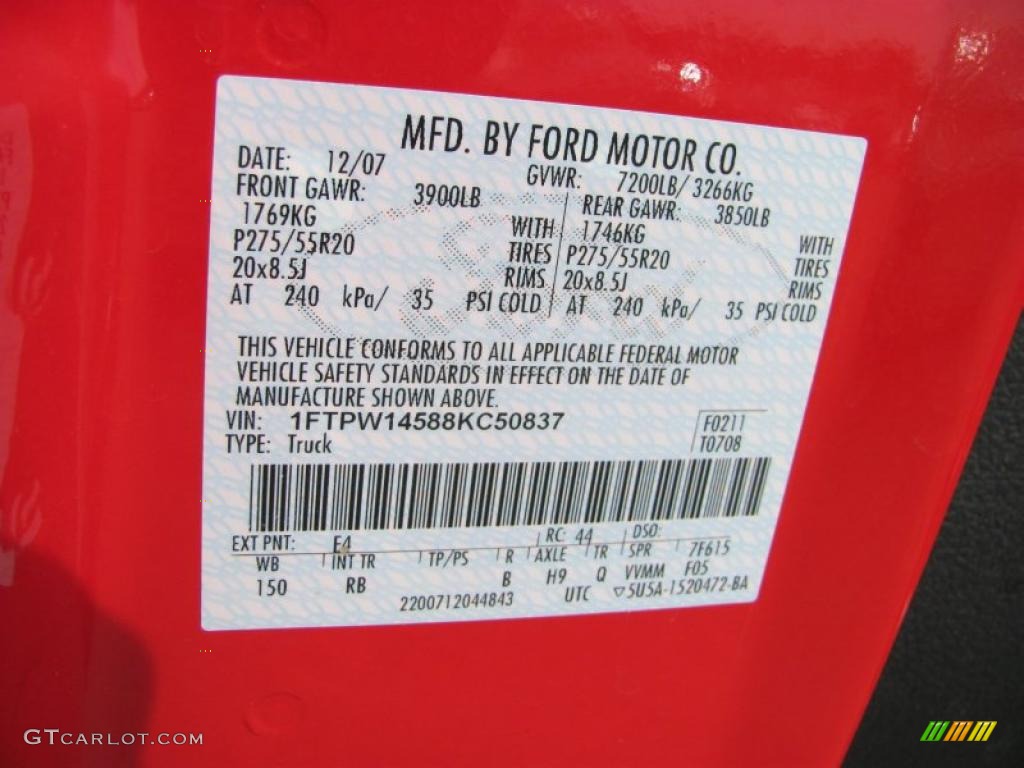 MFD. BY FORD MOTOR CO.
DATE: 12/07 GVWR: 7200LB/ 3266KG
FRONT GAWR: 3900LB REAR GAWR: 3850LB
1769KG WITH 1746KG WITH
P275/55R20 TIRES P275/55R20 TIRES
20x8.5J RIMS 20x8.5J RIMS
AT 240 kPa/ 35 PSI COLD AT 240 kPa/ 35 PSI COLD
THIS VEHICLE CONFORMS TO ALL APPLICABLE FEDERAL MOTOR
VEHICLE SAFETY STANDARDS IN EFFECT ON THE DATE OF
MANUFACTURE SHOWN ABOVE.
VIN: 1FTPW14588KC50837 F0211
TYPE: Truck T0708
EXT PNT: F4 RC: 44 DSO:
WB INT TR TP/PS R AXLE TR SPR 7F615
150 RB B H9 Q VVMM F05
2200712044843 UTC ▽5U5A-1520472-BA
GTCARLOT.COM